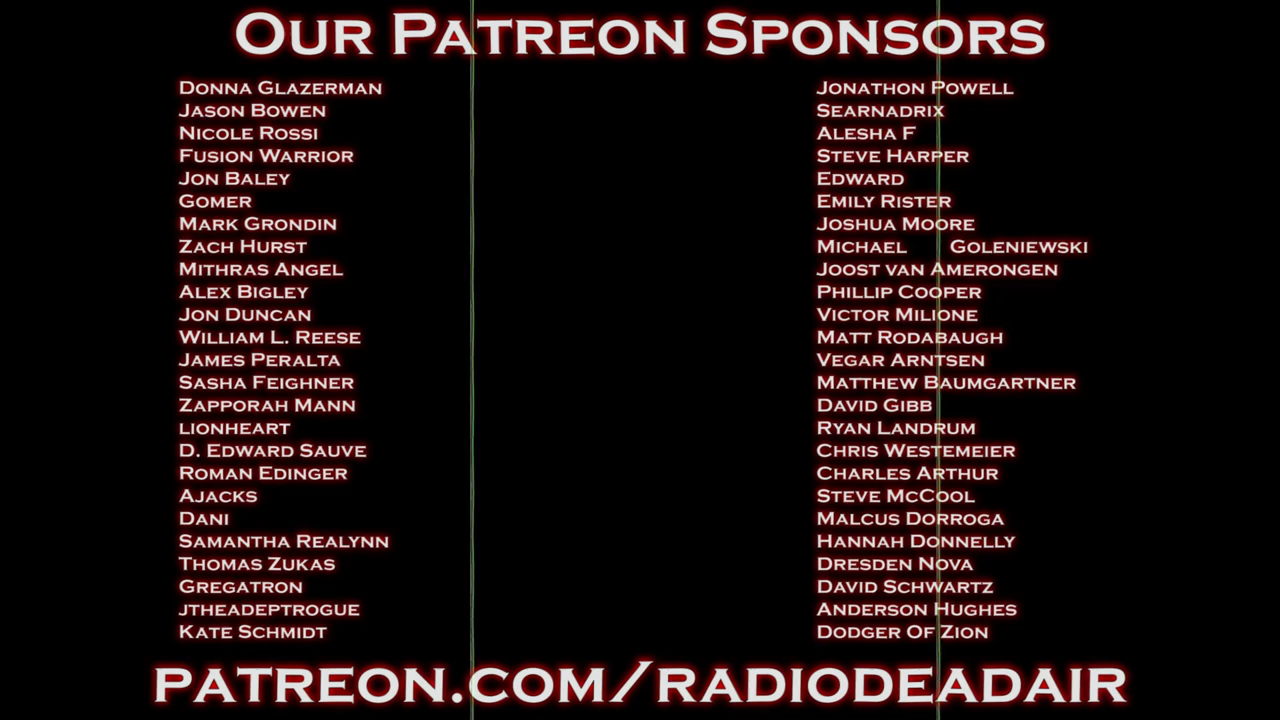 Our Patreon Sponsors
Donna Glazerman
Jason Bowen
Nicole Rossi
Fusion Warrior
Jon Baley
Gomer
Mark Grondin
Zach Hurst
Mithras Angel
Alex Bigley
Jon Duncan
William L. Reese
James Peralta
Sasha Feighner
Zapporah Mann
lionheart
D. Edward Sauve
Roman Edinger
Ajacks
Dani
Samantha Realynn
Thomas Zukas
Gregatron
jtheadeptrogue
Kate Schmidt
Jonathon Powell
Searnadrix
Alesha F
Steve Harper
Edward
Emily Rister
Joshua Moore
Michael Goleniewski
Joost van Amerongen
Phillip Cooper
Victor Milione
Matt Rodabaugh
Vegar Arntsen
Matthew Baumgartner
David Gibb
Ryan Landrum
Chris Westemeier
Charles Arthur
Steve McCool
Malcus Dorroga
Hannah Donnelly
Dresden Nova
David Schwartz
Anderson Hughes
Dodger Of Zion
patreon.com/radiodeadair